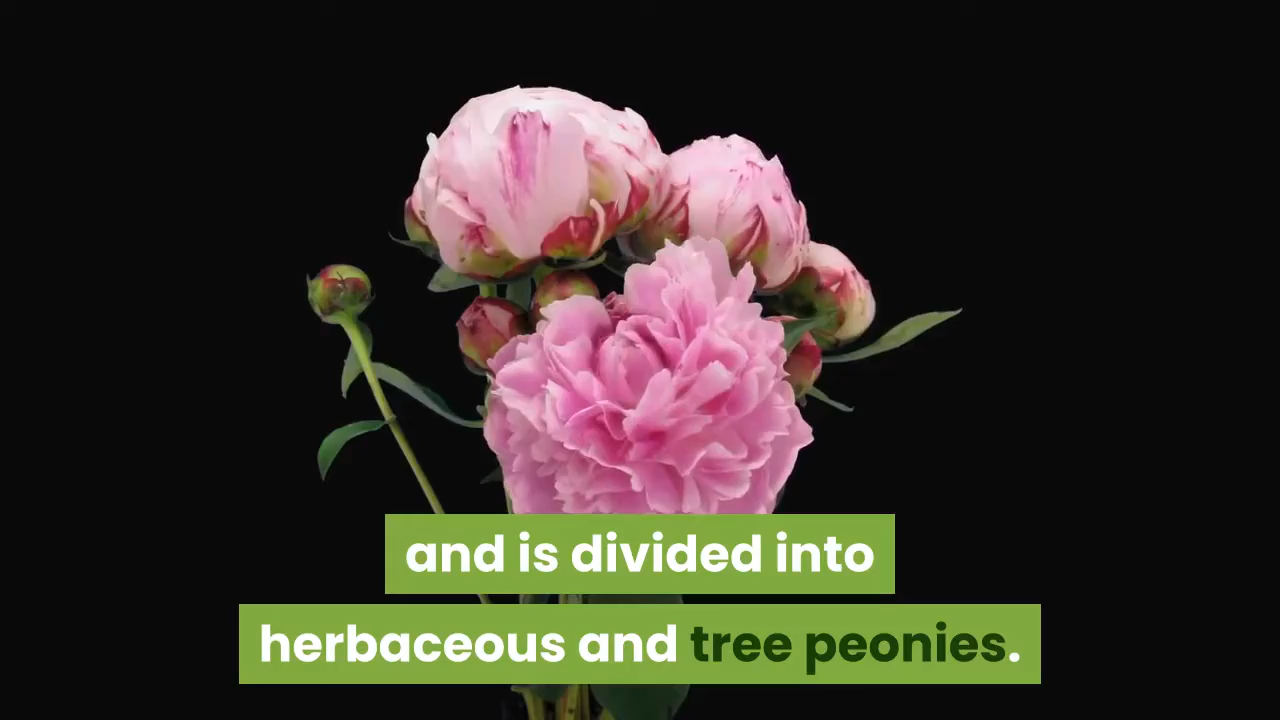 and is divided into
herbaceous and tree peonies.